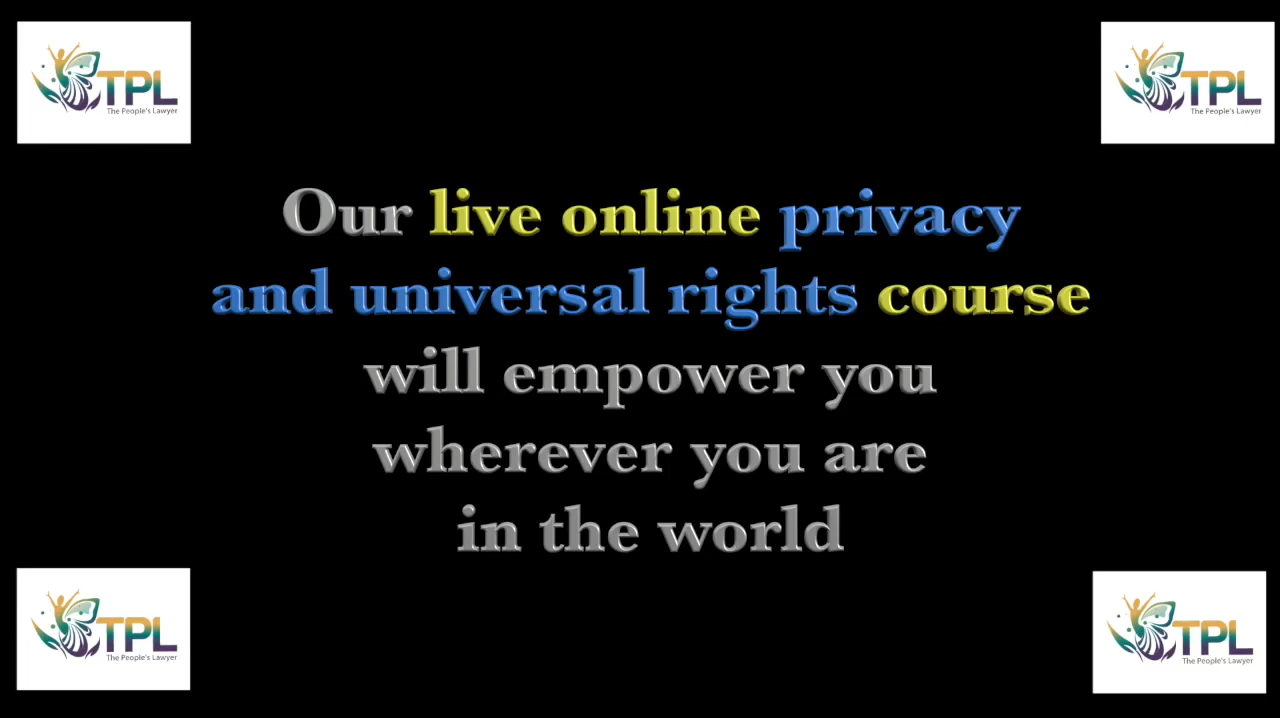 TPL
The People's Lawyer
TPL
The People's Lawyer
Our live online privacy
and universal rights course
will empower you
wherever you are
in the world
TPL
The People's Lawyer
TPL
The People's Lawyer